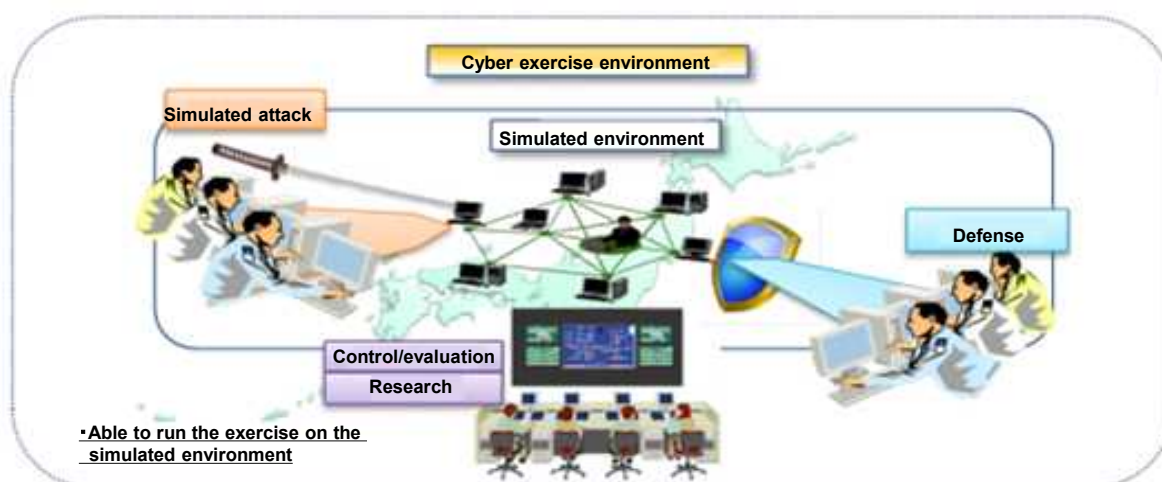 Cyber exercise environment
Simulated attack
Simulated environment
Defense
Control/evaluation
Research
・Able to run the exercise on the
simulated environment